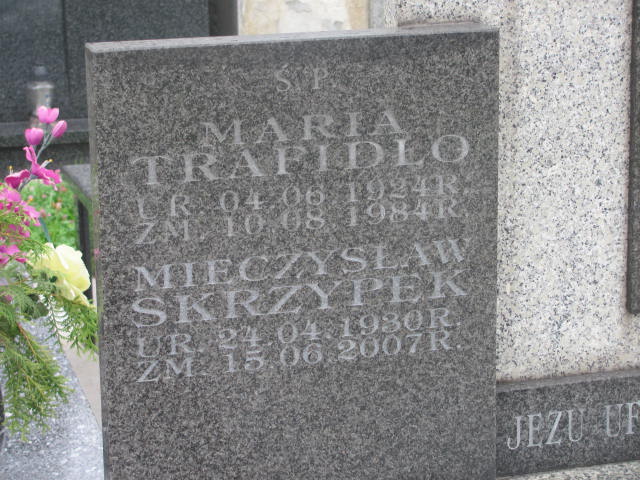 Ś. P.
MARIA
TRAFIDŁO
UR. 04.06 1924R.
ZM. 10.08. 1984R.
MIECZYSŁAW
SKRZYPEK
UR. 24.04.1930R.
ZM. 15.06.2007R.
JĘZU UF